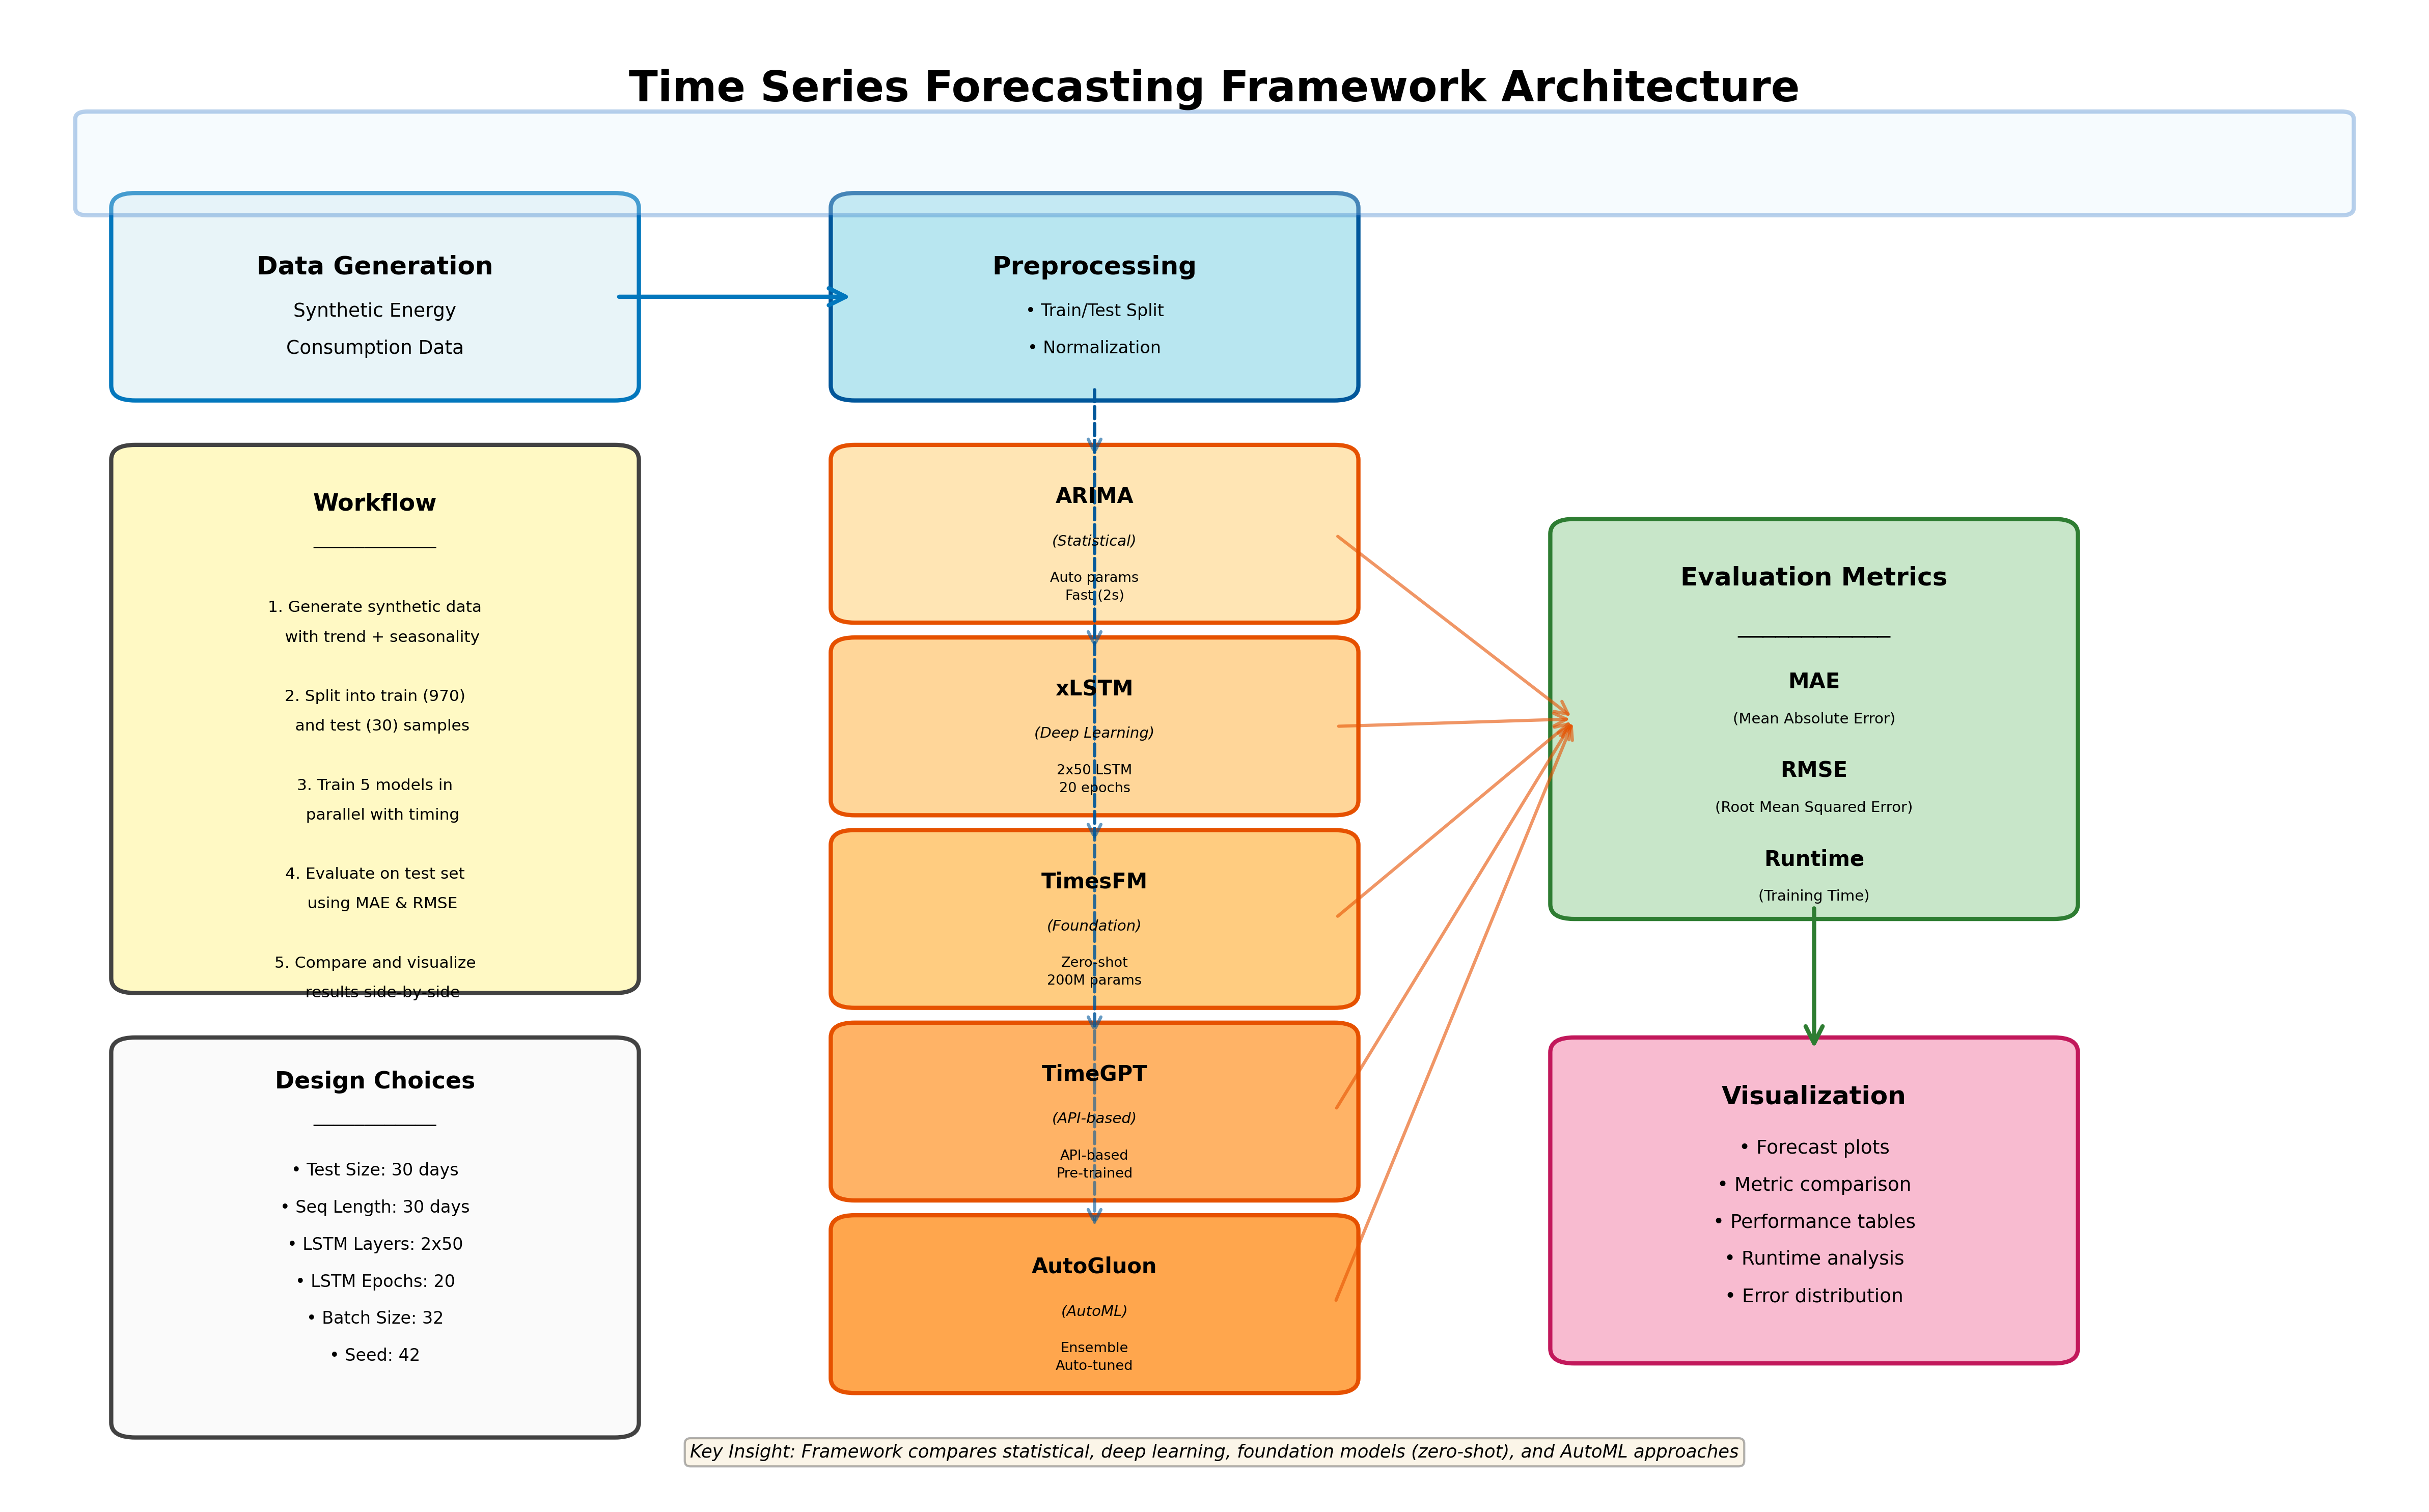 Time Series Forecasting Framework Architecture
Data Generation
Synthetic Energy
Consumption Data
Preprocessing
• Train/Test Split
• Normalization
Workflow
1. Generate synthetic data
with trend + seasonality
2. Split into train (970)
and test (30) samples
3. Train 5 models in
parallel with timing
4. Evaluate on test set
using MAE & RMSE
5. Compare and visualize
results side-by-side
Design Choices
• Test Size: 30 days
• Seq Length: 30 days
• LSTM Layers: 2x50
• LSTM Epochs: 20
• Batch Size: 32
• Seed: 42
ARIMA
(Statistical)
Auto params
Fast (2s)
xLSTM
(Deep Learning)
2x50 LSTM
20 epochs
TimesFM
(Foundation)
Zero-shot
200M params
TimeGPT
(API-based)
API-based
Pre-trained
AutoGluon
(AutoML)
Ensemble
Auto-tuned
Evaluation Metrics
MAE
(Mean Absolute Error)
RMSE
(Root Mean Squared Error)
Runtime
(Training Time)
Visualization
• Forecast plots
• Metric comparison
• Performance tables
• Runtime analysis
• Error distribution
Key Insight: Framework compares statistical, deep learning, foundation models (zero-shot), and AutoML approaches